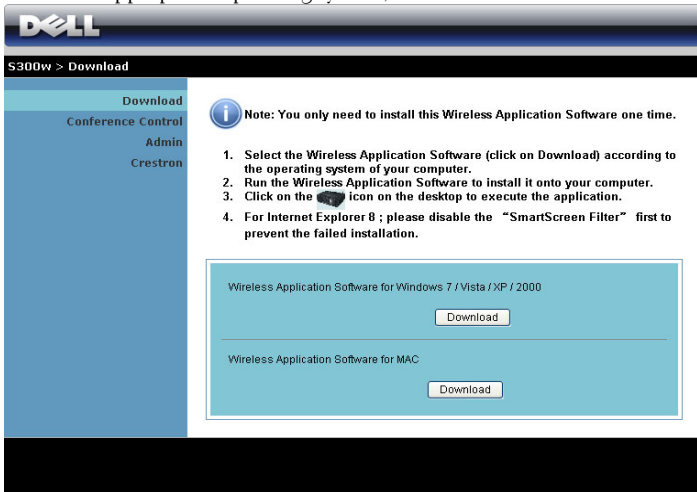 DELL
S300w > Download
Download
Conference Control
Admin
Crestron
Note: You only need to install this Wireless Application Software one time.
1. Select the Wireless Application Software (click on Download) according to
the operating system of your computer.
2. Run the Wireless Application Software to install it onto your computer.
3. Click on the icon on the desktop to execute the application.
4. For Internet Explorer 8 ; please disable the “SmartScreen Filter” first to
prevent the failed installation.
Wireless Application Software for Windows 7 / Vista / XP / 2000
Download
Wireless Application Software for MAC
Download